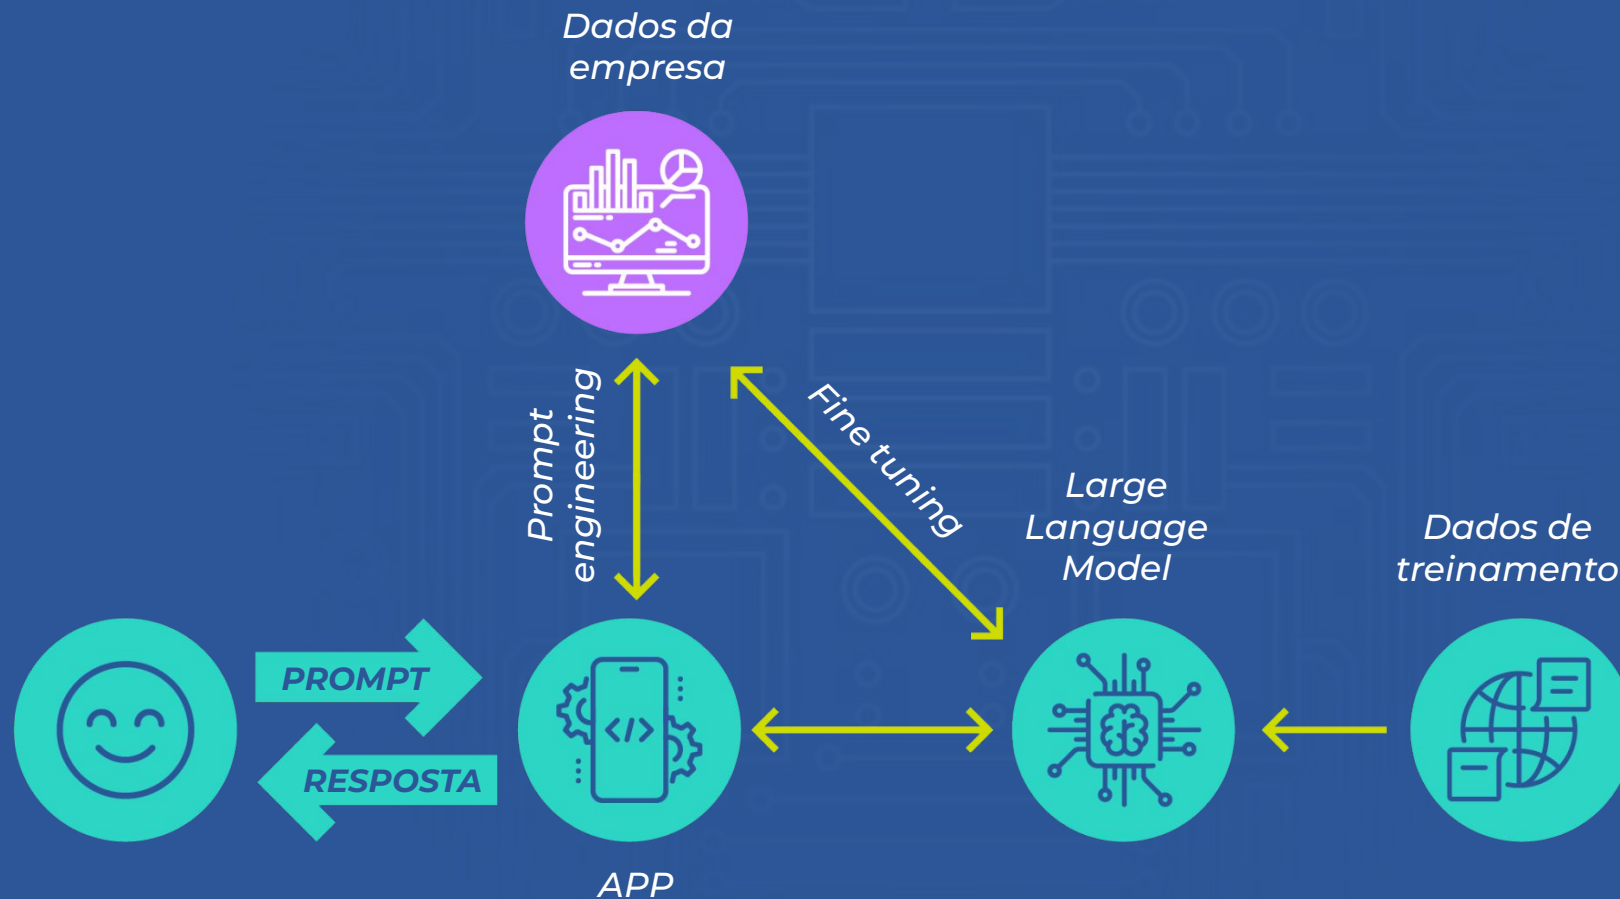 Dados da
empresa
Prompt
engineering
Fine tuning
Large
Language
Model
Dados de
treinamento
PROMPT
RESPOSTA
</>
APP